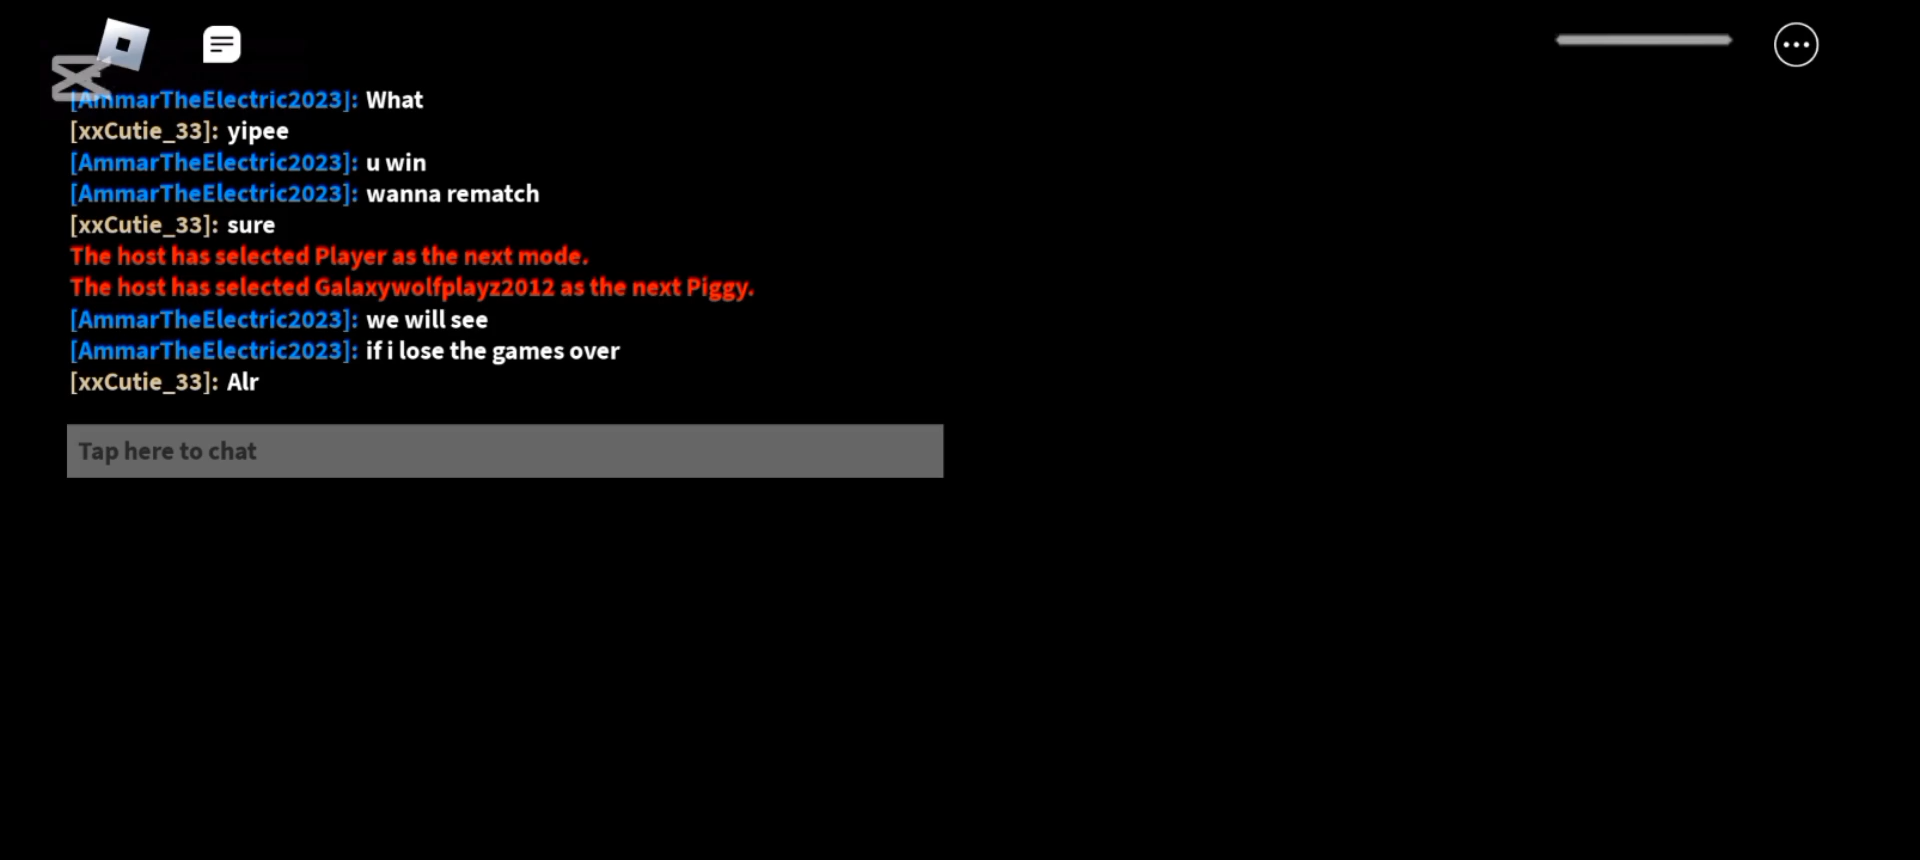 [AmmarTheElectric2023]: What
[xxCutie_33]: yipee
[AmmarTheElectric2023]: u win
[AmmarTheElectric2023]: wanna rematch
[xxCutie_33]: sure
The host has selected Player as the next mode.
The host has selected Galaxywolfplayz2012 as the next Piggy.
[AmmarTheElectric2023]: we will see
[AmmarTheElectric2023]: if i lose the games over
[xxCutie_33]: Alr
Tap here to chat